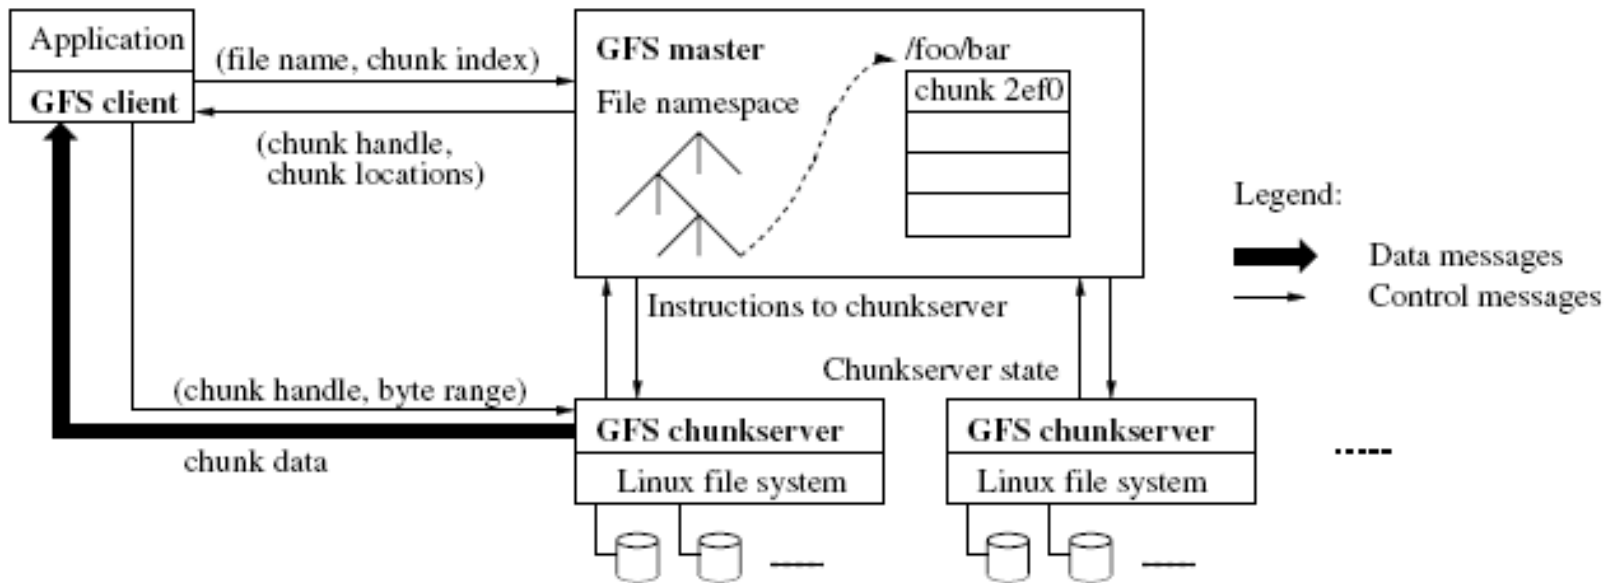 Application
GFS client
(file name, chunk index)
(chunk handle,
chunk locations)
GFS master
File namespace
/foo/bar
chunk 2ef0
Legend:
Data messages
Control messages
Instructions to chunkserver
Chunkserver state
(chunk handle, byte range)
chunk data
GFS chunkserver
Linux file system
GFS chunkserver
Linux file system